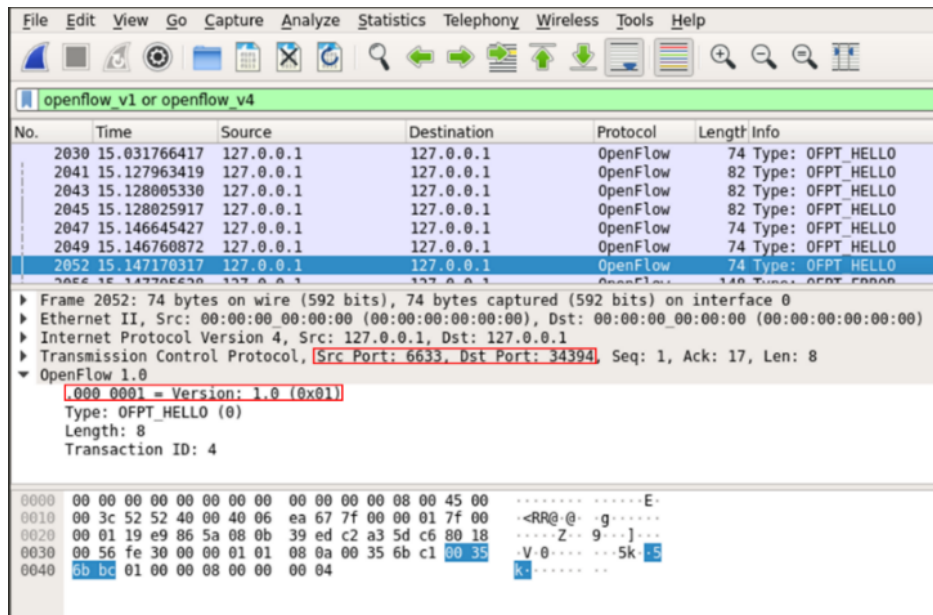 File Edit View Go Capture Analyze Statistics Telephony Wireless Tools Help
openflow_v1 or openflow_v4
No. Time Source Destination Protocol Length Info
2030 15.031766417 127.0.0.1 127.0.0.1 OpenFlow 74 Type: OFPT_HELLO
2041 15.127963419 127.0.0.1 127.0.0.1 OpenFlow 82 Type: OFPT_HELLO
2043 15.128005330 127.0.0.1 127.0.0.1 OpenFlow 82 Type: OFPT_HELLO
2045 15.128025917 127.0.0.1 127.0.0.1 OpenFlow 82 Type: OFPT_HELLO
2047 15.146645427 127.0.0.1 127.0.0.1 OpenFlow 74 Type: OFPT_HELLO
2049 15.146760872 127.0.0.1 127.0.0.1 OpenFlow 74 Type: OFPT_HELLO
2052 15.147170317 127.0.0.1 127.0.0.1 OpenFlow 74 Type: OFPT_HELLO
Frame 2052: 74 bytes on wire (592 bits), 74 bytes captured (592 bits) on interface 0
Ethernet II, Src: 00:00:00_00:00:00 (00:00:00:00:00:00), Dst: 00:00:00_00:00:00 (00:00:00:00:00:00)
Internet Protocol Version 4, Src: 127.0.0.1, Dst: 127.0.0.1
Transmission Control Protocol, Src Port: 6633, Dst Port: 34394, Seq: 1, Ack: 17, Len: 8
OpenFlow 1.0
.000 0001 = Version: 1.0 (0x01)
Type: OFPT_HELLO (0)
Length: 8
Transaction ID: 4
0000 00 00 00 00 00 00 00 00 00 00 00 00 08 00 45 00 ········ ······E·
0010 00 3c 52 52 40 00 40 06 ea 67 7f 00 00 01 7f 00 ·<RR@·@· ·g······
0020 00 01 19 e9 86 5a 08 0b 39 ed c2 a3 5d c6 80 18 ·····Z·· 9···]···
0030 00 56 fe 30 00 00 01 01 08 0a 00 35 6b c1 00 35 ·V·0···· ···5k··5
0040 6b bc 01 00 00 08 00 00 00 04 k······· ··